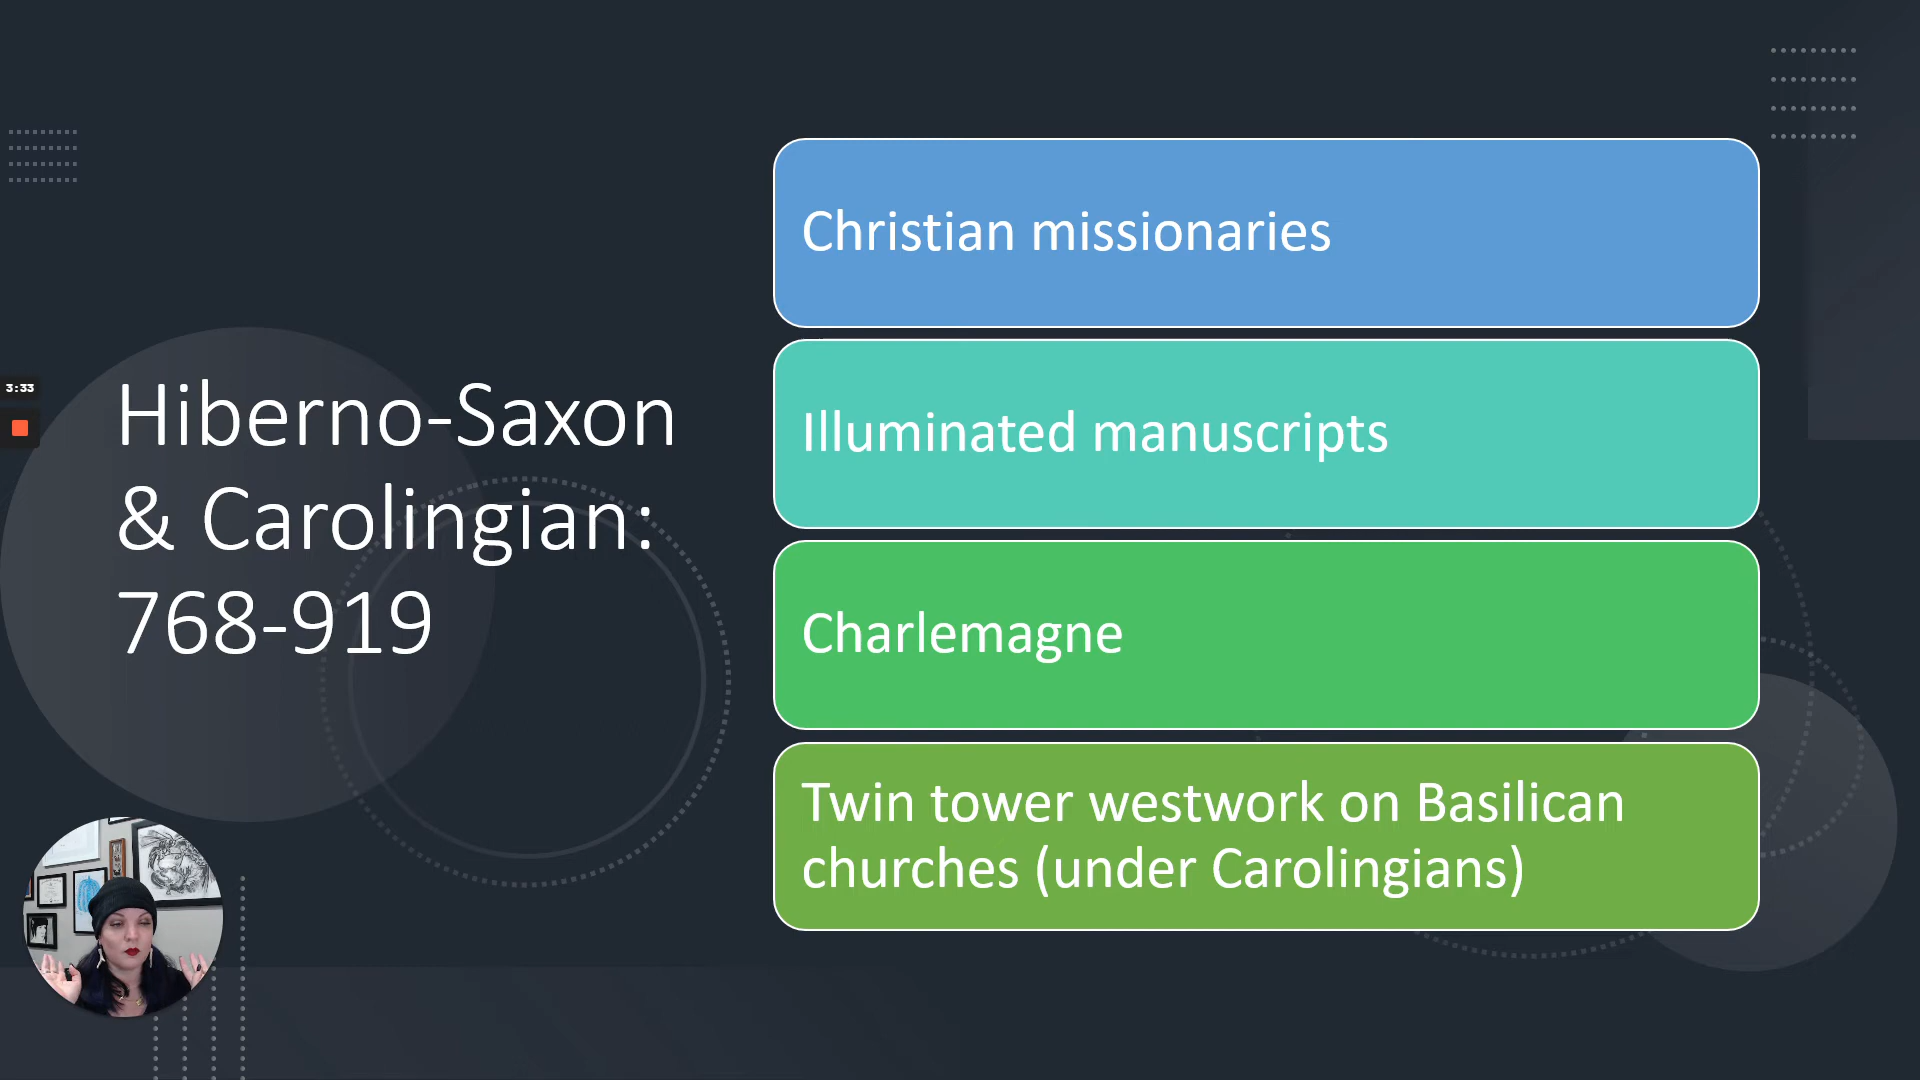 Hiberno-Saxon
& Carolingian:
768-919
Christian missionaries
Illuminated manuscripts
Charlemagne
Twin tower westwork on Basilican
churches (under Carolingians)
3:33